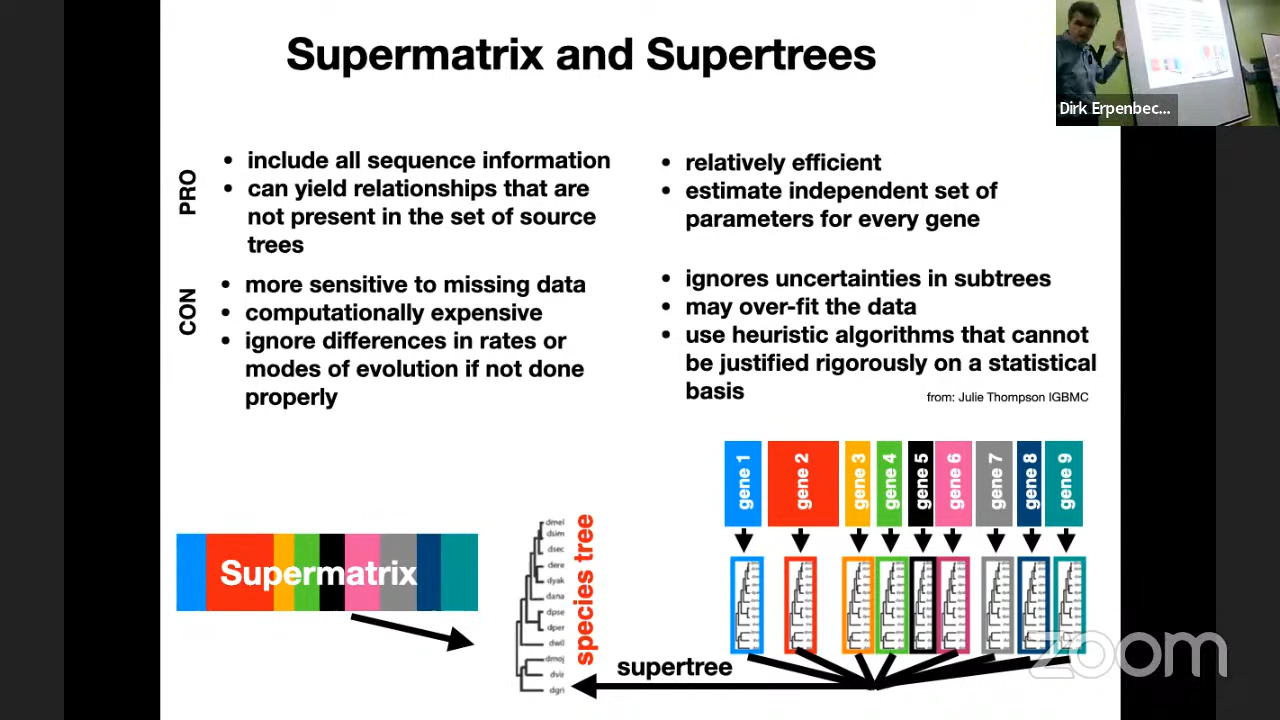 Supermatrix and Supertrees
Dirk Erpenbec...
PRO
• include all sequence information
• can yield relationships that are
not present in the set of source
trees
CON
• more sensitive to missing data
• computationally expensive
• ignore differences in rates or
modes of evolution if not done
properly
• relatively efficient
• estimate independent set of
parameters for every gene
• ignores uncertainties in subtrees
• may over-fit the data
• use heuristic algorithms that cannot
be justified rigorously on a statistical
basis
from: Julie Thompson IGBMC
gene 1
gene 2
gene 3
gene 4
gene 5
gene 6
gene 7
gene 8
gene 9
Supermatrix
dmel
dsim
dsec
dere
dyak
dana
dpse
dper
dwil
dmoj
dvir
dgri
species tree
supertree
zoom